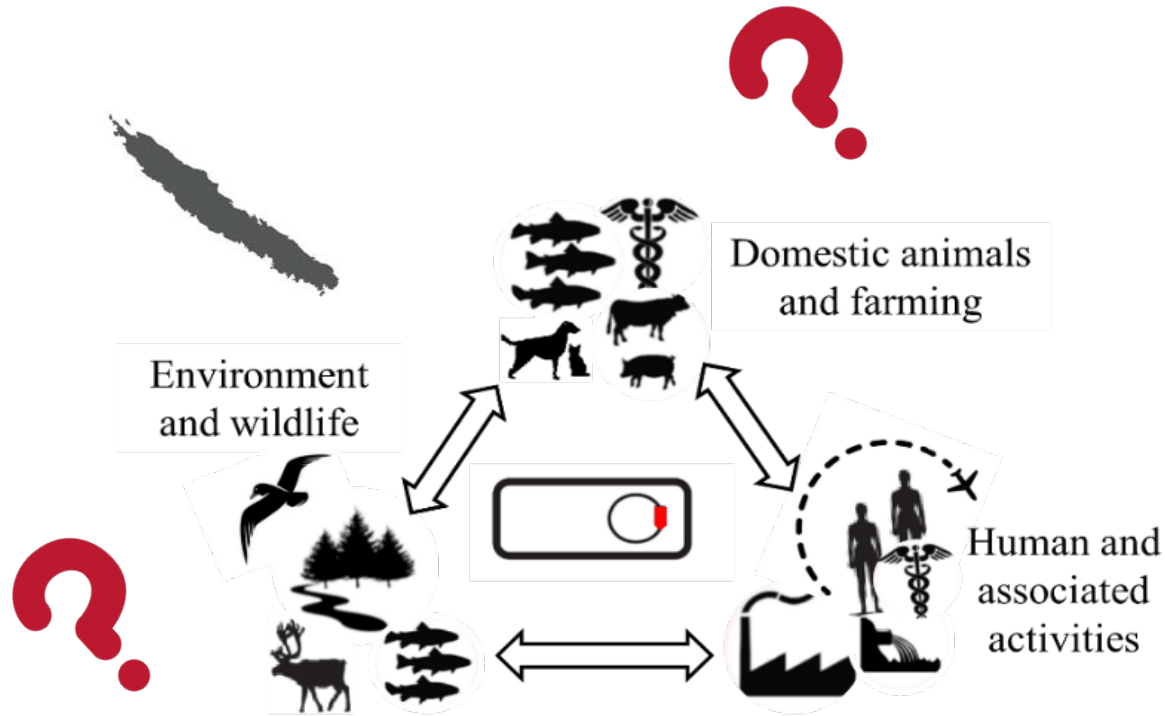 Domestic animals
and farming
Environment
and wildlife
Human and
associated
activities